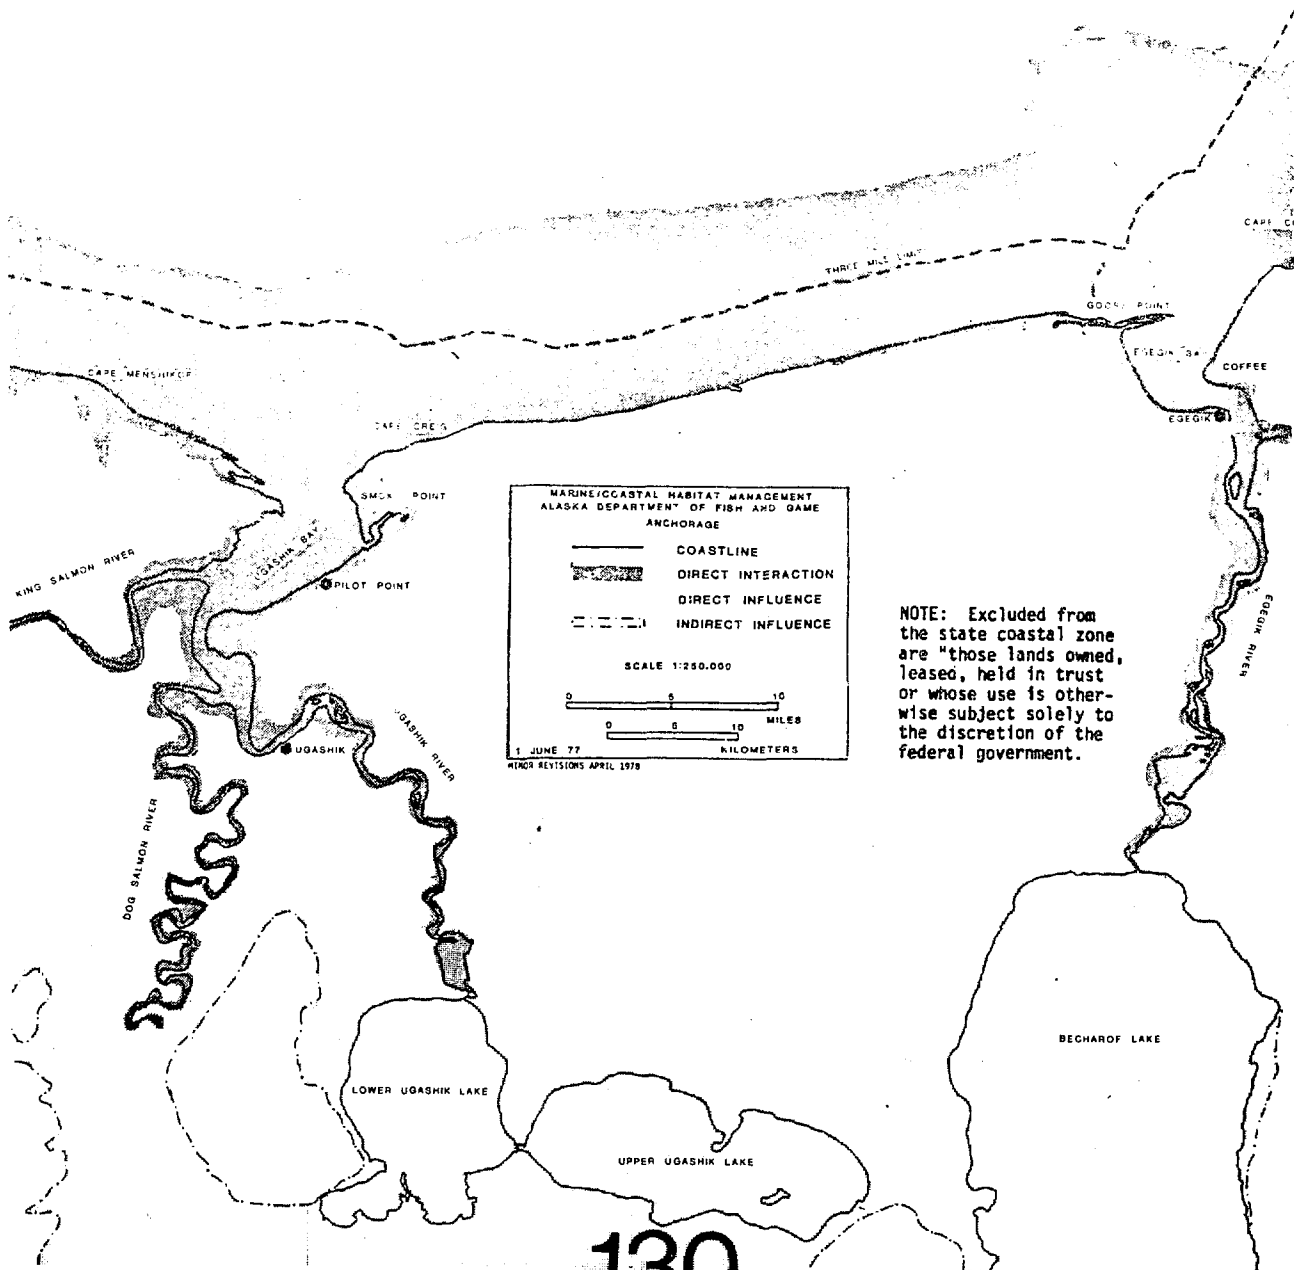 THREE MILE LIMIT
GOOSE POINT
EGEGIK
COFFEE
EGEGIK
CAPE MENSHIKOF
CAPE GREIG
SMOKY POINT
UGASHIK BAY
KING SALMON RIVER
PILOT POINT
MARINE/COASTAL HABITAT MANAGEMENT
ALASKA DEPARTMENT OF FISH AND GAME
ANCHORAGE
COASTLINE
DIRECT INTERACTION
DIRECT INFLUENCE
INDIRECT INFLUENCE
SCALE 1:250,000
0 5 10
MILES
0 5 10
KILOMETERS
1 JUNE 77
MINOR REVISIONS APRIL 1978
NOTE: Excluded from
the state coastal zone
are "those lands owned,
leased, held in trust
or whose use is other-
wise subject solely to
the discretion of the
federal government.
EGEGIK RIVER
UGASHIK
UGASHIK RIVER
DOG SALMON RIVER
BECHAROF LAKE
LOWER UGASHIK LAKE
UPPER UGASHIK LAKE
130